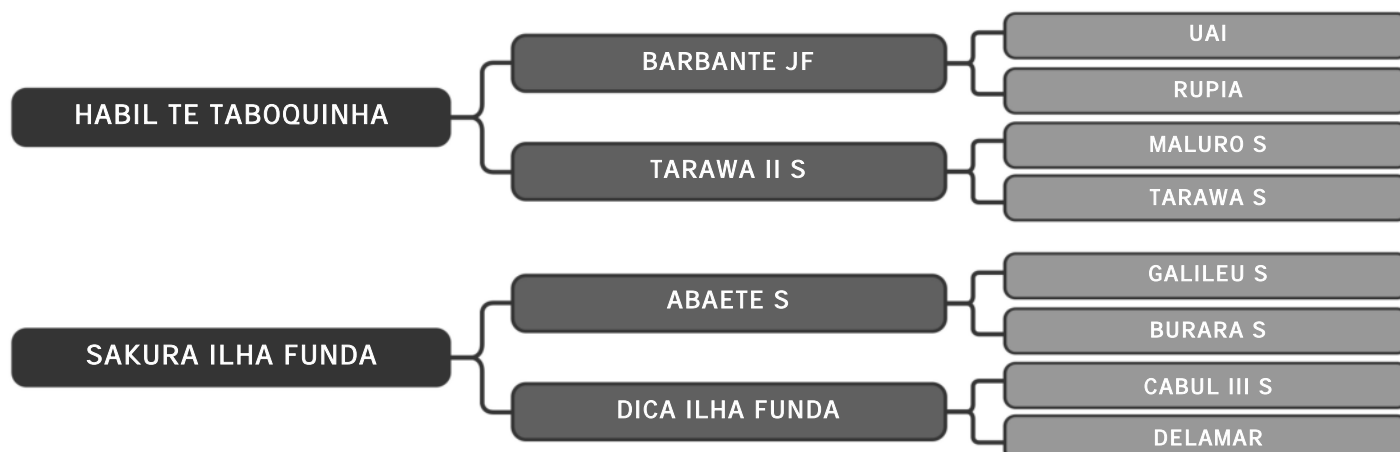 UAI
BARBANTE JF
RUPIA
HABIL TE TABOQUINHA
MALURO S
TARAWA II S
TARAWA S
GALILEU S
ABAETE S
BURARA S
SAKURA ILHA FUNDA
CABUL III S
DICA ILHA FUNDA
DELAMAR